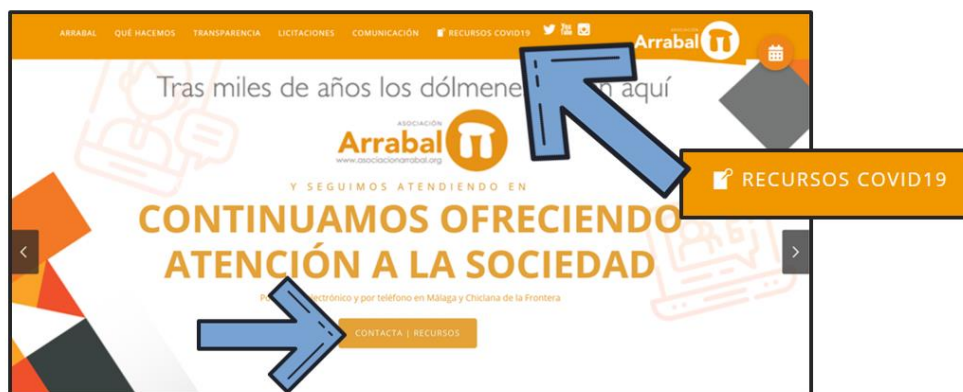 ARRABAL QUÉ HACEMOS TRANSPARENCIA LICITACIONES COMUNICACIÓN RECURSOS COVID19 You Tube
ASOCIACIÓN
Arrabal
Tras miles de años los aquí
ASOCIACIÓN
Arrabal
www.asociacionarrabal.org
RECURSOS COVID19
Y SEGUIMOS ATENDIENDO EN
CONTINUAMOS OFRECIENDO
ATENCIÓN A LA SOCIEDAD
y por teléfono en Málaga y Chiclana de la Frontera
CONTACTA | RECURSOS